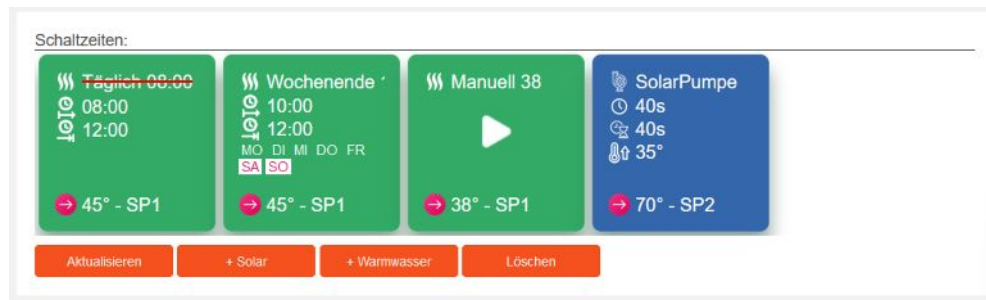 Schaltzeiten:
Täglich 08:00
08:00
12:00
45° - SP1
Wochenende
10:00
12:00
MO DI MI DO FR
SA SO
45° - SP1
Manuell 38
38° - SP1
SolarPumpe
40s
40s
35°
70° - SP2
Aktualisieren
+ Solar
+ Warmwasser
Löschen